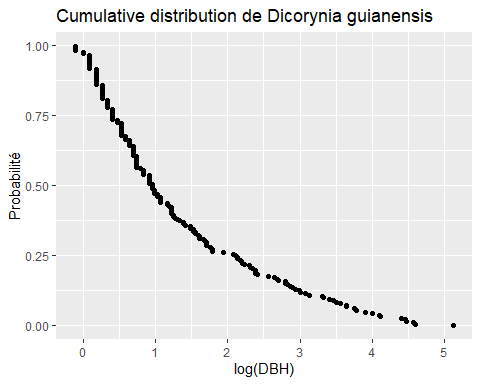 Cumulative distribution de Dicorynia guianensis
1.00
0.75
0.50
0.25
0.00
Probabilité
0 1 2 3 4 5
log(DBH)